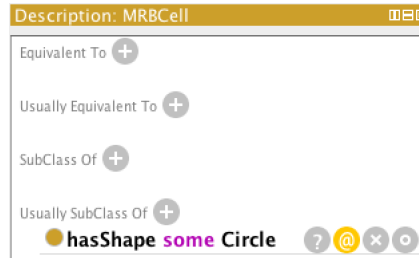 Description: MRBCell
Equivalent To +
Usually Equivalent To +
SubClass Of +
Usually SubClass Of +
hasShape some Circle ? @ x o